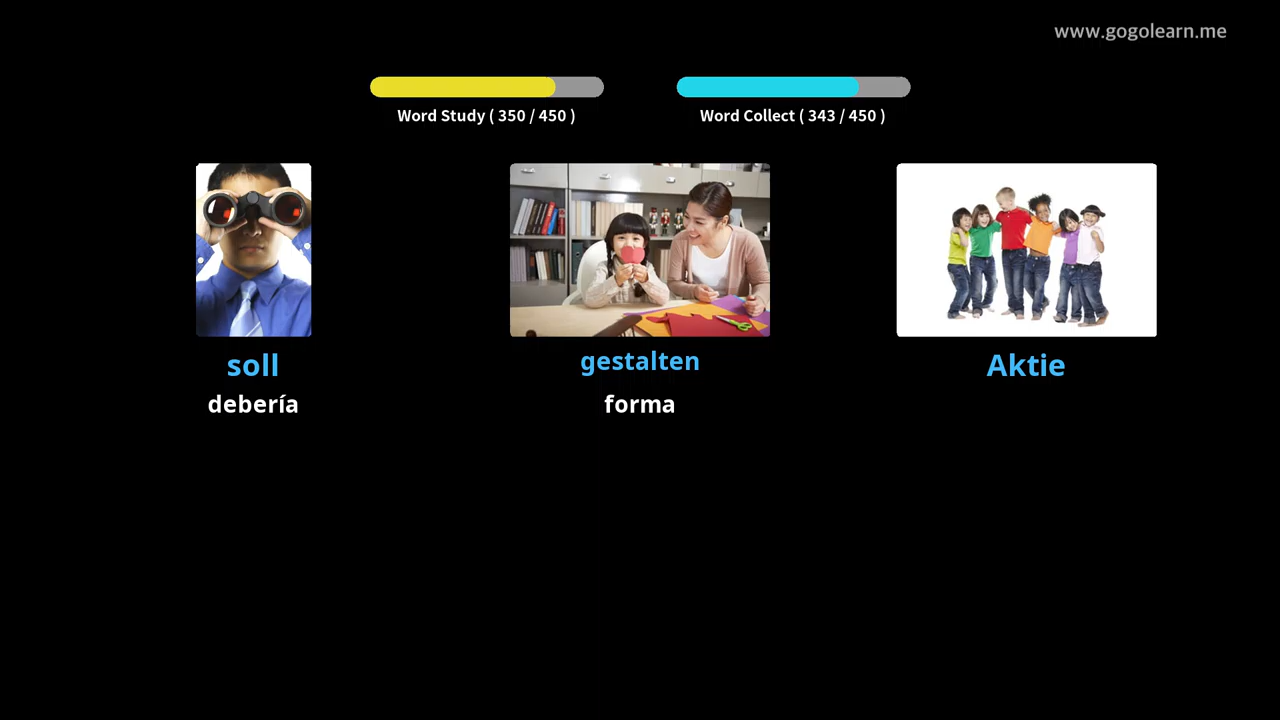 www.gogolearn.me
Word Study ( 350 / 450 )
Word Collect ( 343 / 450 )
soll
debería
gestalten
forma
Aktie